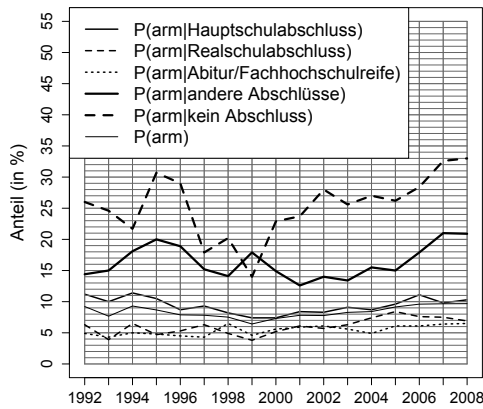 P(arm|Hauptschulabschluss)
P(arm|Realschulabschluss)
P(arm|Abitur/Fachhochschulreife)
P(arm|andere Abschlüsse)
P(arm|kein Abschluss)
P(arm)
Anteil (in %)
55
50
45
40
35
30
25
20
15
10
5
0
1992 1994 1996 1998 2000 2002 2004 2006 2008